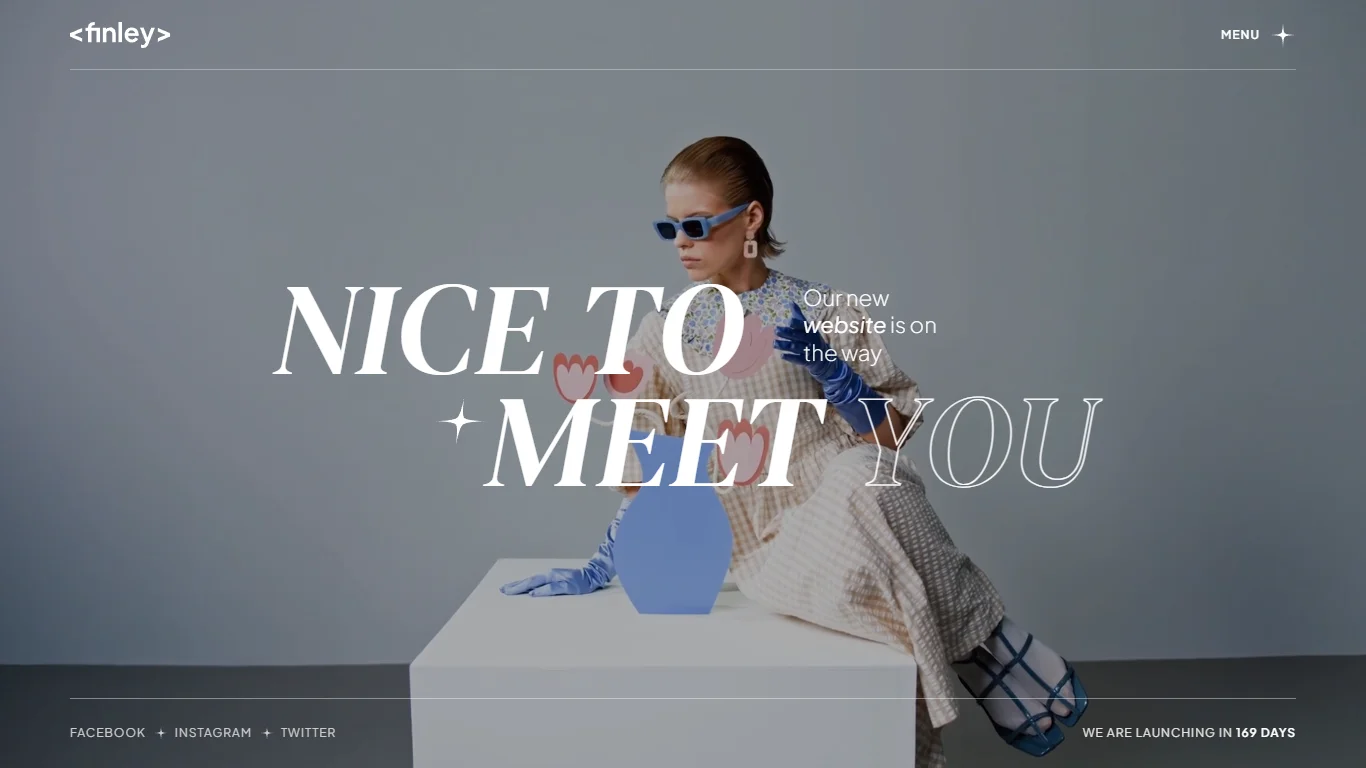 <finley>
MENU
NICE TO
Our new
website is on
the way
MEET YOU
FACEBOOK INSTAGRAM TWITTER
WE ARE LAUNCHING IN 169 DAYS